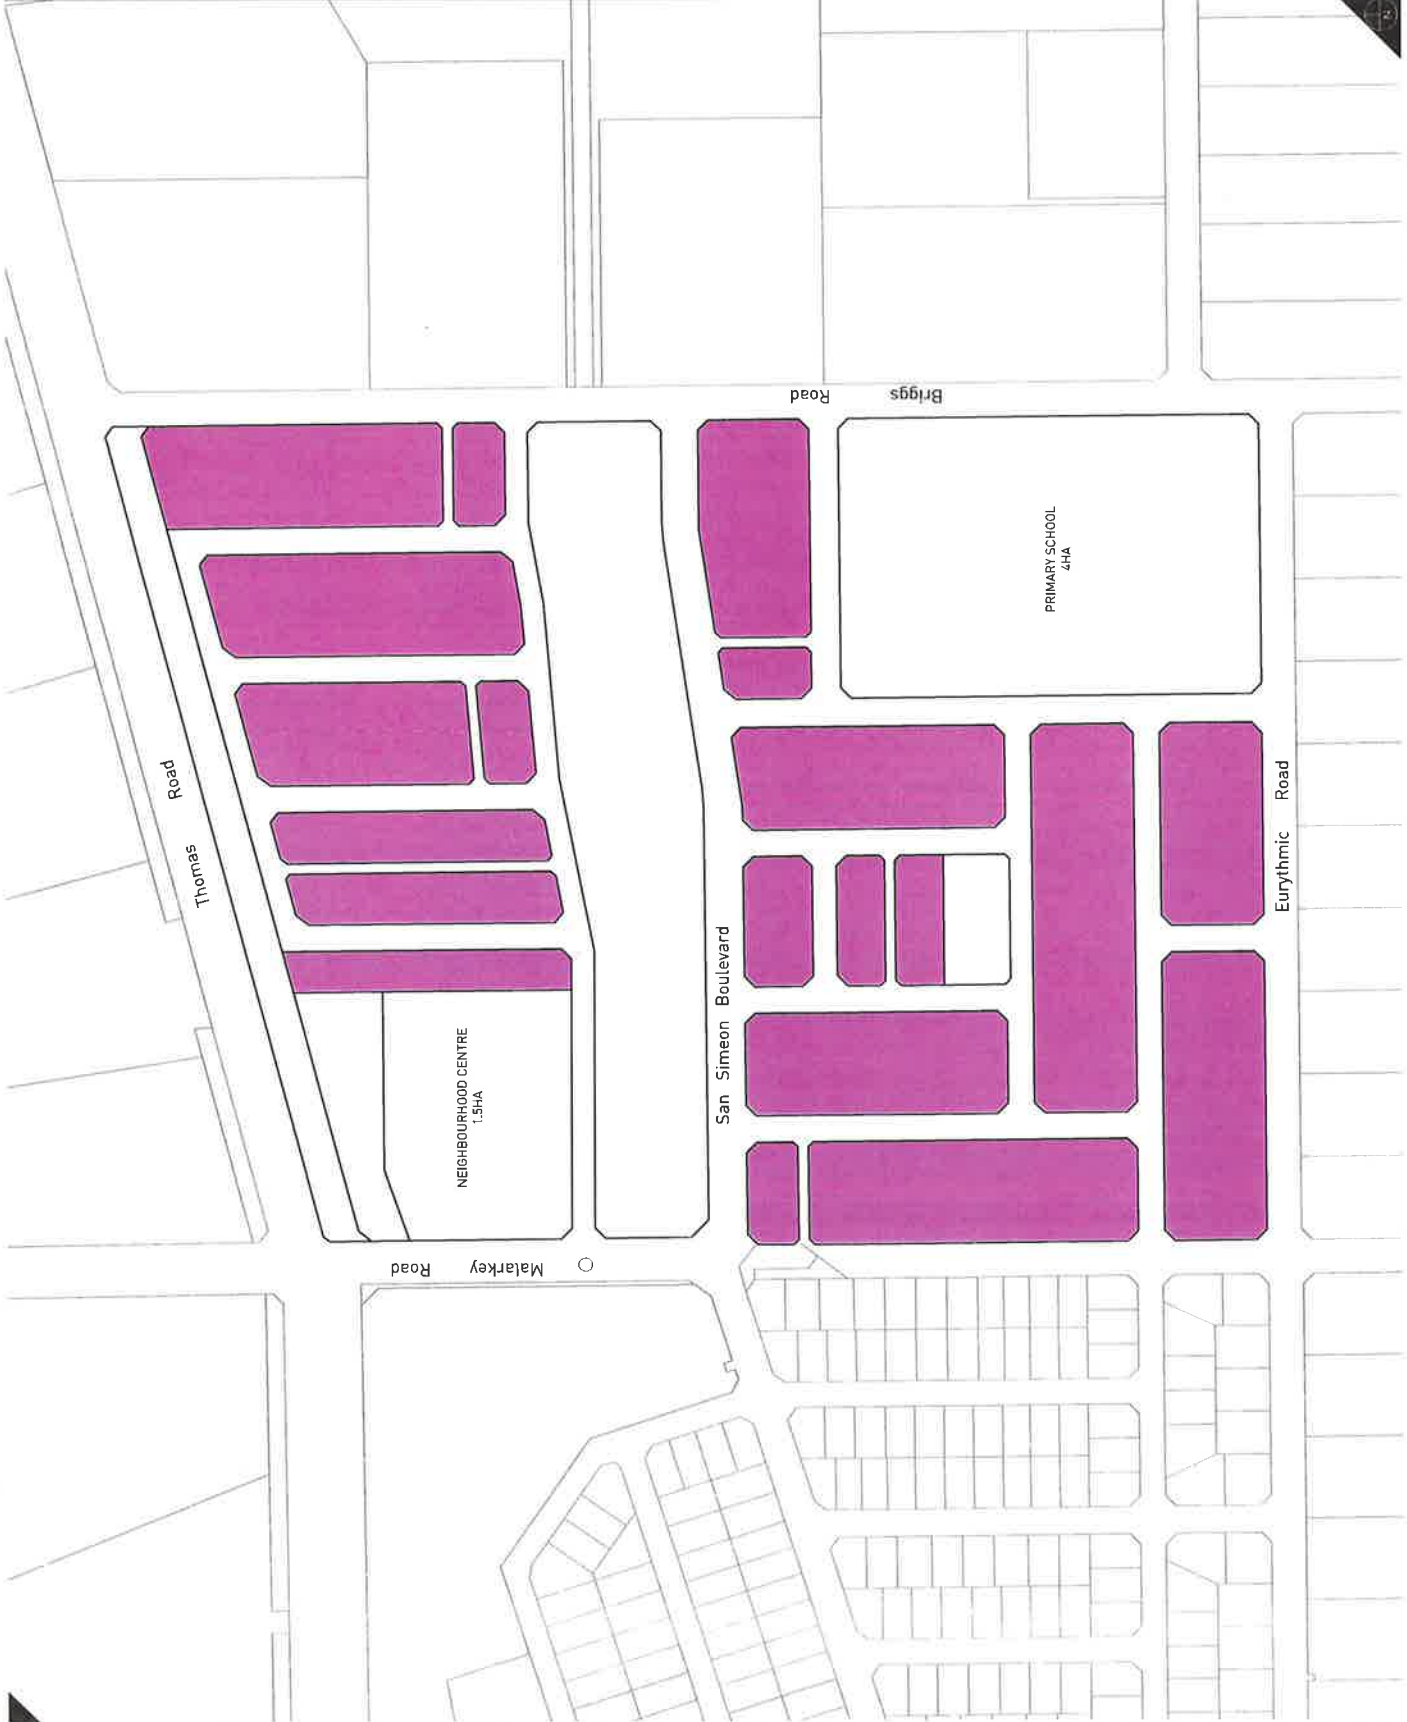 Briggs Road
PRIMARY SCHOOL
4HA
Thomas Road
Eurythmic Road
San Simeon Boulevard
NEIGHBOURHOOD CENTRE
1.5HA
Malarkey Road